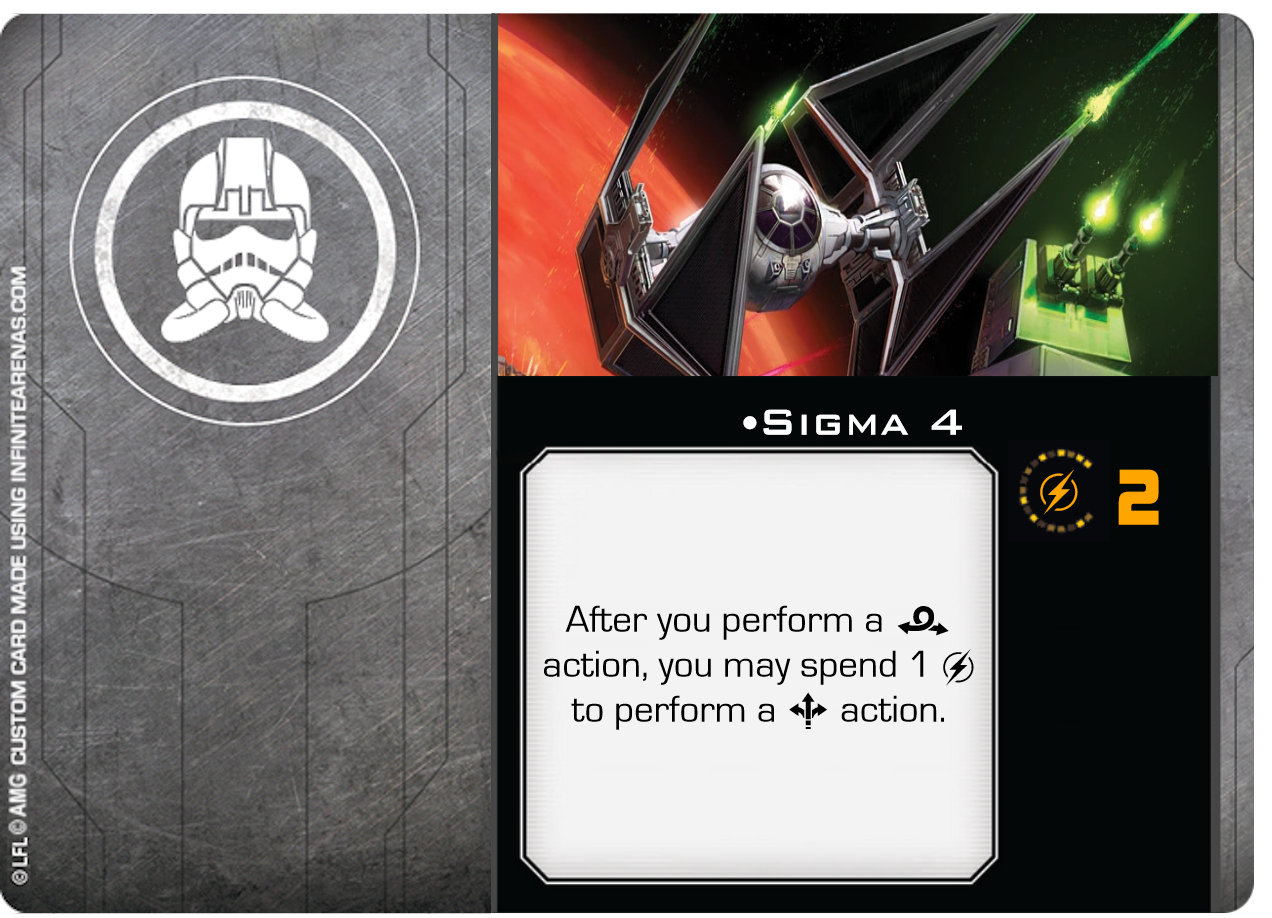 •Sigma 4
2
After you perform a
action, you may spend 1
to perform a action.
©LFL ©AMG CUSTOM CARD MADE USING INFINITEARENAS.COM